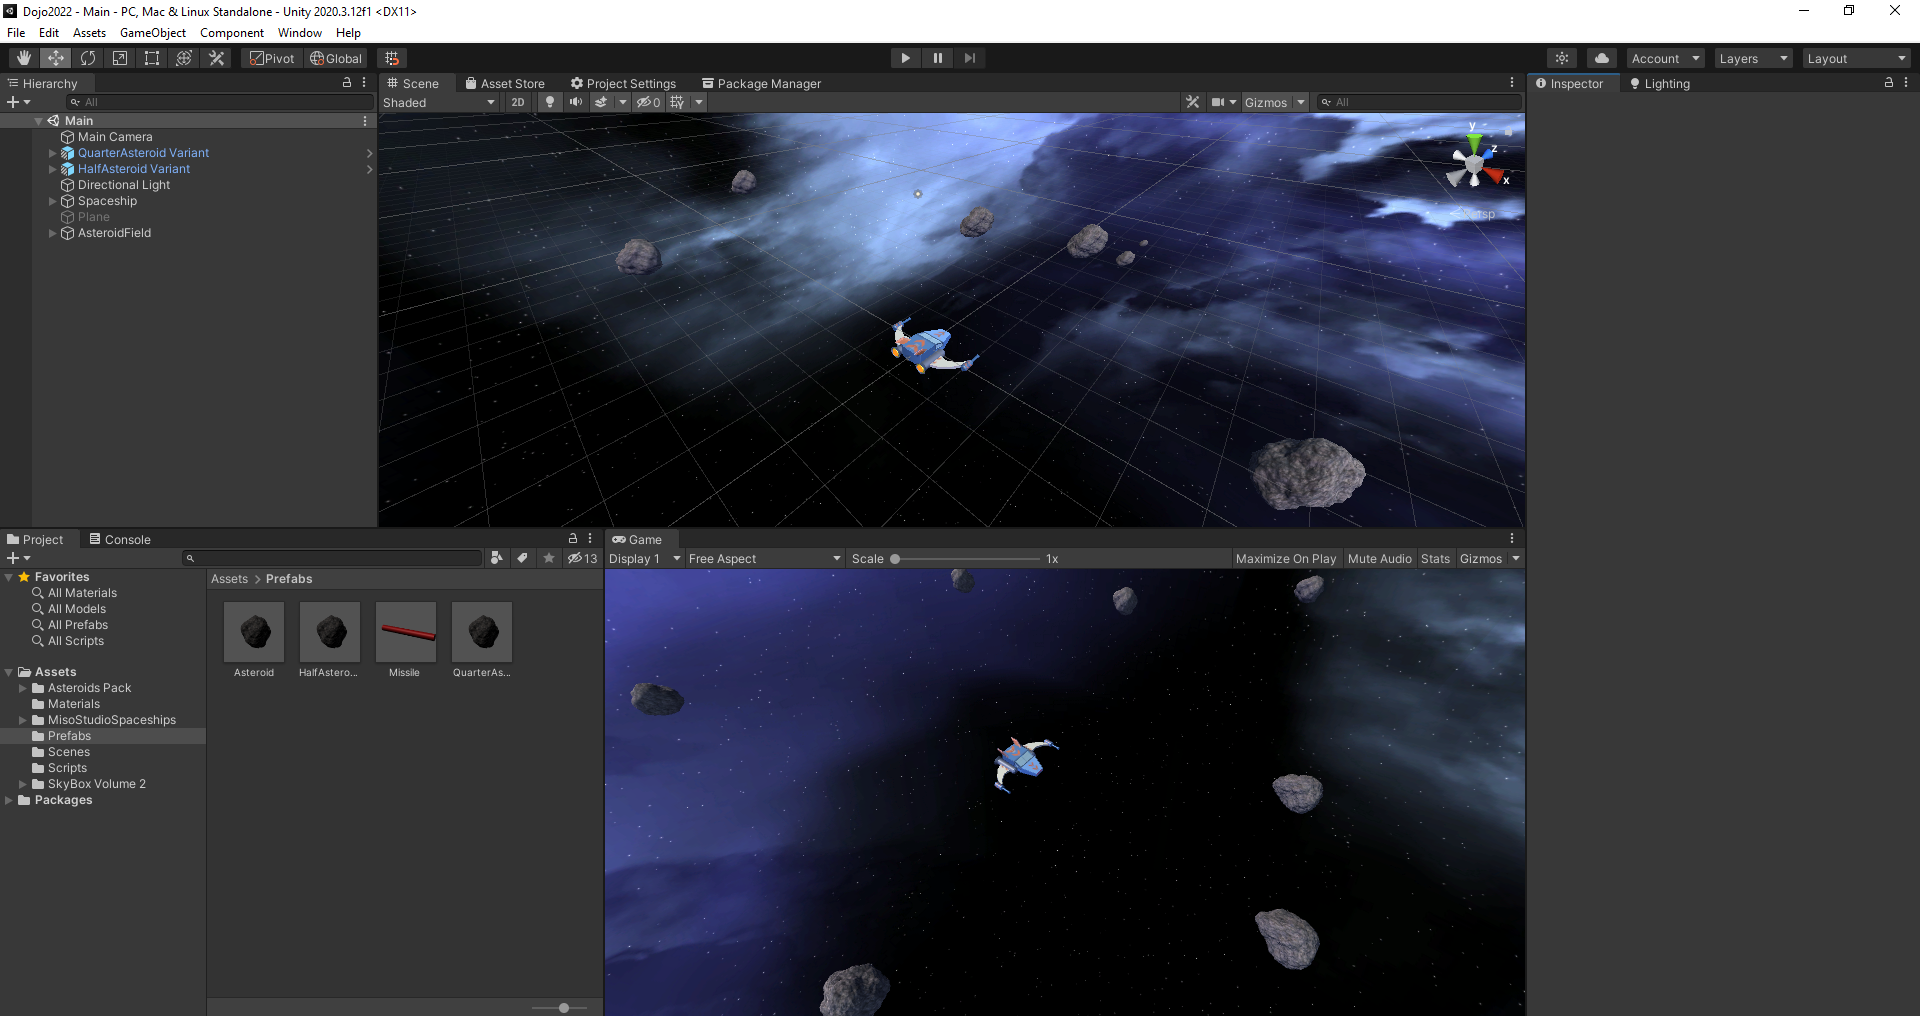 Dojo2022 - Main - PC, Mac & Linux Standalone - Unity 2020.3.12f1 <DX11>
File Edit Assets GameObject Component Window Help
Pivot Global Account Layers Layout
Hierarchy
All
Main
Main Camera
QuarterAsteroid Variant
HalfAsteroid Variant
Directional Light
Spaceship
Plane
AsteroidField
Scene Asset Store Project Settings Package Manager
Shaded 2D 0 Gizmos All
y
z
x
Persp
Inspector Lighting
Project Console
13
Favorites
All Materials
All Models
All Prefabs
All Scripts
Assets
Asteroids Pack
Materials
MisoStudioSpaceships
Prefabs
Scenes
Scripts
SkyBox Volume 2
Packages
Assets > Prefabs
Asteroid HalfAstero... Missile QuarterAs...
Game
Display 1 Free Aspect Scale 1x Maximize On Play Mute Audio Stats Gizmos